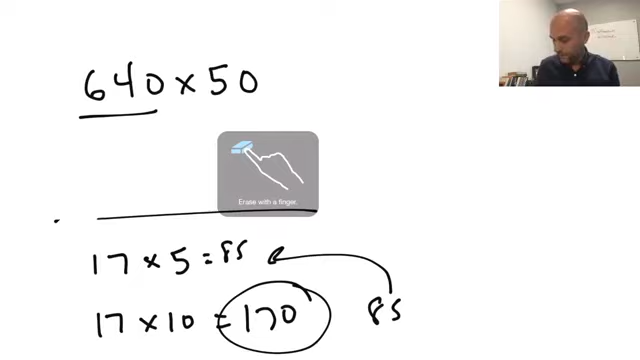 640 × 50
Erase with a finger.
17 × 5 = 85
17 × 10 = 170
85